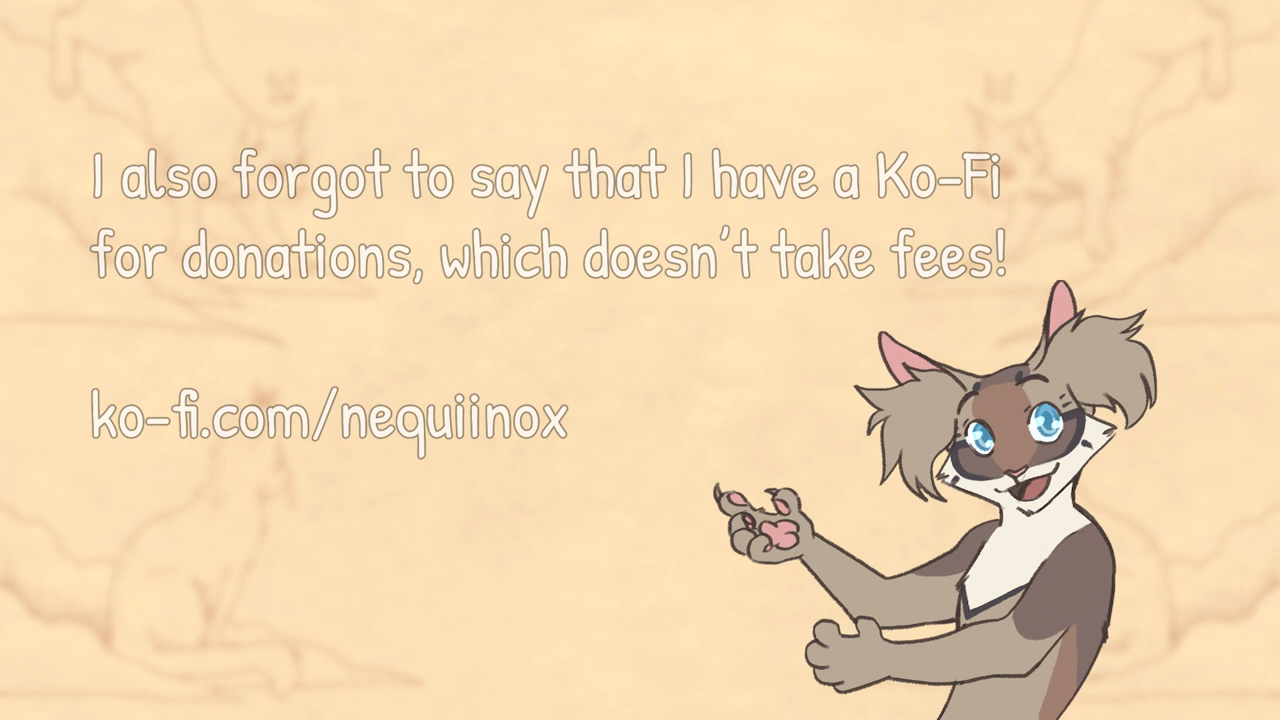 I also forgot to say that I have a Ko-Fi
for donations, which doesn't take fees!
ko-fi.com/nequiinox